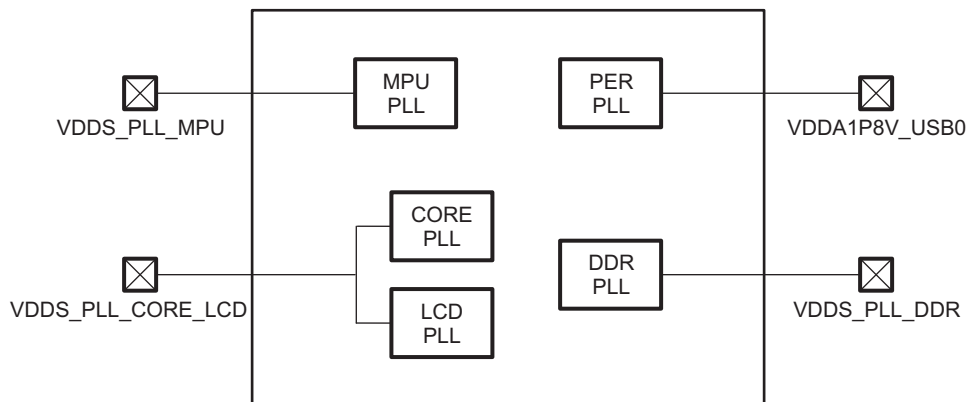 MPU
PLL
PER
PLL
VDDS_PLL_MPU
VDDA1P8V_USB0
CORE
PLL
DDR
PLL
VDDS_PLL_CORE_LCD
LCD
PLL
VDDS_PLL_DDR